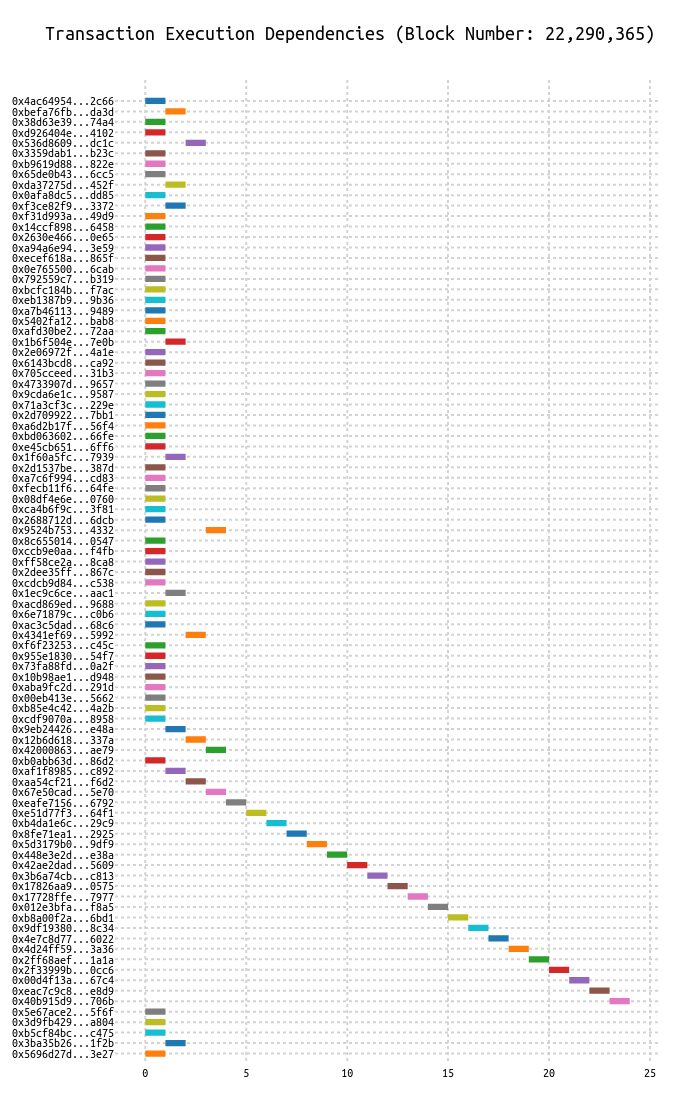 Transaction Execution Dependencies (Block Number: 22,290,365)
0x4ac64954...2c66
0xbefa76fb...da3d
0x38d63e39...74a4
0xd926404e...4102
0x536d8609...dc1c
0x3359dab1...b23c
0xb9619d88...822e
0x65de0b43...6cc5
0xda37275d...452f
0x0afa8dc5...dd85
0xf3ce82f9...3372
0xf31d993a...49d9
0x14ccf898...6458
0x2630e466...0e65
0xa94a6e94...3e59
0xecef618a...865f
0x0e765500...6cab
0x792559c7...b319
0xbcfc184b...f7ac
0xeb1387b9...9b36
0xa7b46113...9489
0x5402fa12...bab8
0xafd30be2...72aa
0x1b6f504e...7e0b
0x2e06972f...4a1e
0x6143bcd8...ca92
0x705cceed...31b3
0x4733907d...9657
0x9cda6e1c...9587
0x71a3cf3c...229e
0x2d709922...7bb1
0xa6d2b17f...56f4
0xbd063602...66fe
0xe45cb651...6ff6
0x1f60a5fc...7939
0x2d1537be...387d
0xa7c6f994...cd83
0xfecb11f6...64fe
0x08df4e6e...0760
0xca4b6f9c...3f81
0x2688712d...6dcb
0x9524b753...4332
0x8c655014...0547
0xccb9e0aa...f4fb
0xff58ce2a...8ca8
0x2dee35ff...867c
0xcdcb9d84...c538
0x1ec9c6ce...aac1
0xacd869ed...9688
0x6e71879c...c0b6
0xac3c5dad...68c6
0x4341ef69...5992
0xf6f23253...c45c
0x955e1830...54f7
0x73fa88fd...0a2f
0x10b98ae1...d948
0xaba9fc2d...291d
0x00eb413e...5662
0xb85e4c42...4a2b
0xcdf9070a...8958
0x9eb24426...e48a
0x12b6d618...337a
0x42000863...ae79
0xb0abb63d...86d2
0xaf1f8985...c892
0xaa54cf21...f6d2
0x67e50cad...5e70
0xeafe7156...6792
0xe51d77f3...64f1
0xb4da1e6c...29c9
0x8fe71ea1...2925
0x5d3179b0...9df9
0x448e3e2d...e38a
0x42ae2dad...5609
0x3b6a74cb...c813
0x17826aa9...0575
0x17728ffe...7977
0x012e3bfa...f8a5
0xb8a00f2a...6bd1
0x9df19380...8c34
0x4e7c8d77...6022
0x4d24ff59...3a36
0x2ff68aef...1a1a
0x2f33999b...0cc6
0x00d4f13a...67c4
0xeac7c9c8...e8d9
0x40b915d9...706b
0x5e67ace2...5f6f
0x3d9fb429...a804
0xb5cf84bc...c475
0x3ba35b26...1f2b
0x5696d27d...3e27
0 5 10 15 20 25